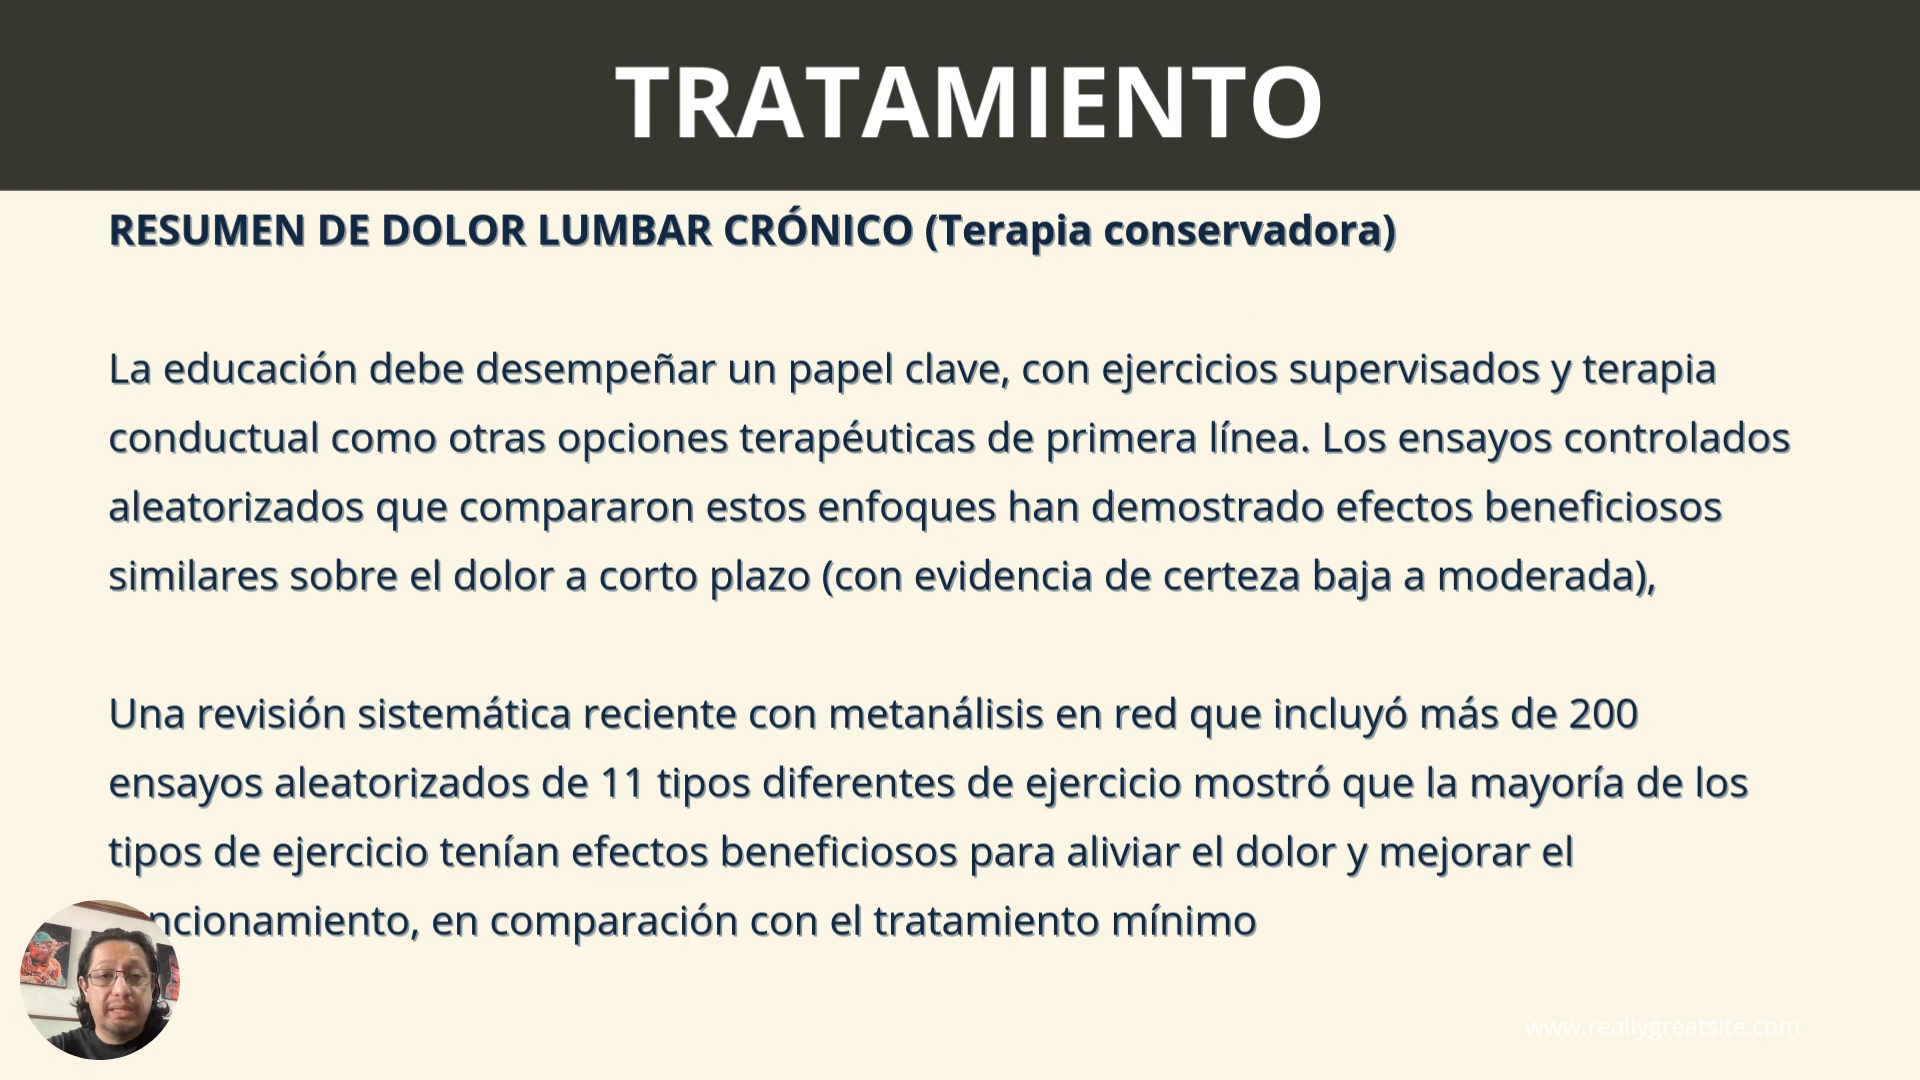 TRATAMIENTO
RESUMEN DE DOLOR LUMBAR CRÓNICO (Terapia conservadora)
La educación debe desempeñar un papel clave, con ejercicios supervisados y terapia
conductual como otras opciones terapéuticas de primera línea. Los ensayos controlados
aleatorizados que compararon estos enfoques han demostrado efectos beneficiosos
similares sobre el dolor a corto plazo (con evidencia de certeza baja a moderada),
Una revisión sistemática reciente con metanálisis en red que incluyó más de 200
ensayos aleatorizados de 11 tipos diferentes de ejercicio mostró que la mayoría de los
tipos de ejercicio tenían efectos beneficiosos para aliviar el dolor y mejorar el
ncionamiento, en comparación con el tratamiento mínimo
www.reallygreatsite.com